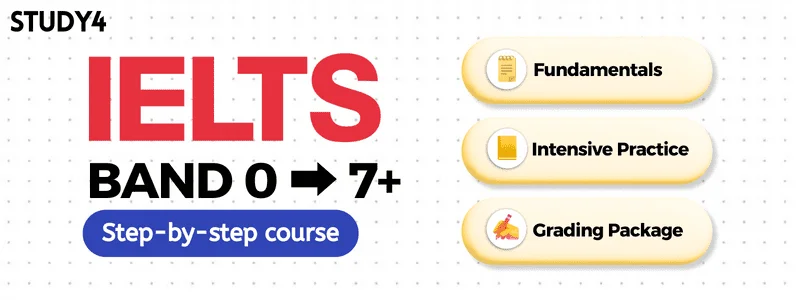 STUDY4
IELTS
BAND 0 ➡ 7+
Step-by-step course
Fundamentals
Intensive Practice
Grading Package